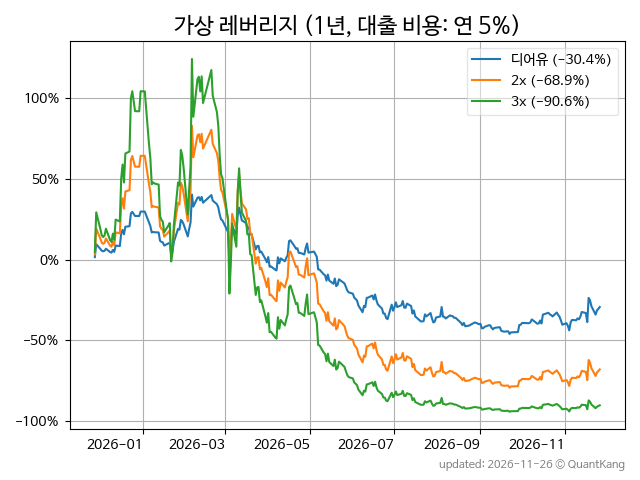 가상 레버리지 (1년, 대출 비용: 연 5%)
디어유 (−30.4%)
2x (−68.9%)
3x (−90.6%)
100%
50%
0%
−50%
−100%
2026-01 2026-03 2026-05 2026-07 2026-09 2026-11
updated: 2026-11-26 © QuantKang